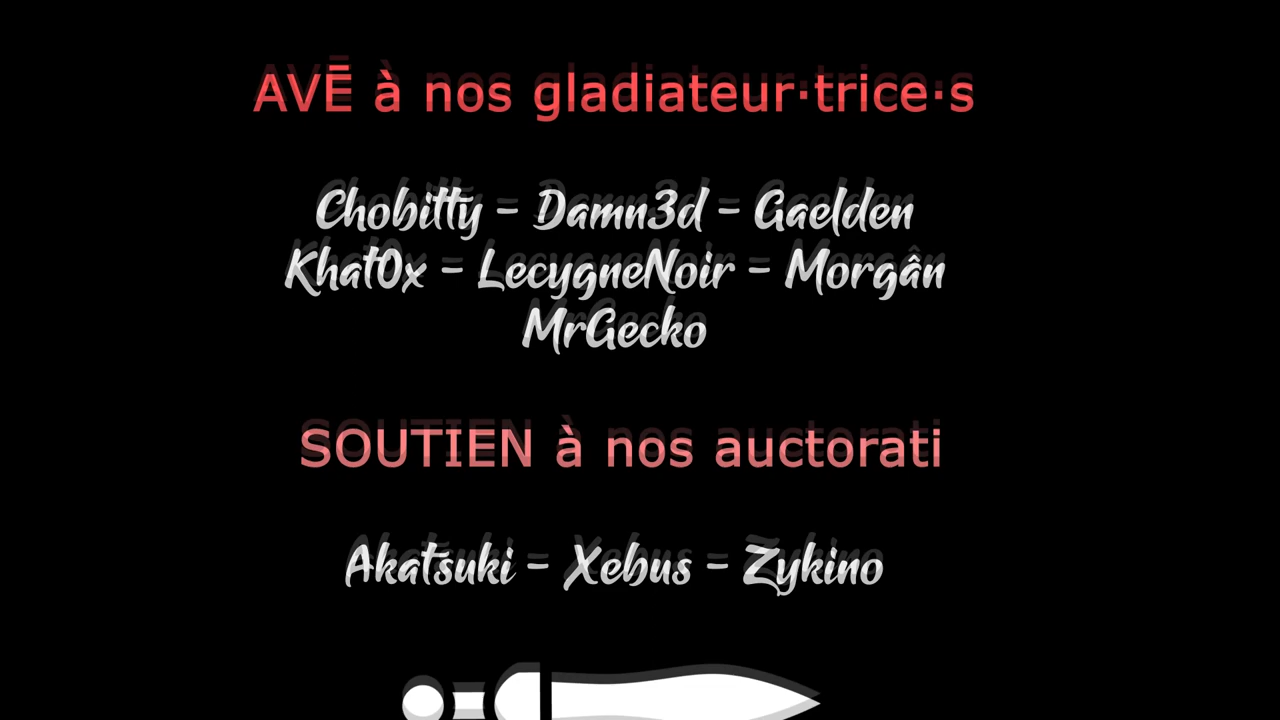 AVĒ à nos gladiateur·trice·s
Chobitty = Damn3d = Gaelden
Khat0x = LecygneNoir = Morgân
MrGecko
SOUTIEN à nos auctorati
Akatsuki = Xebus = Zykino